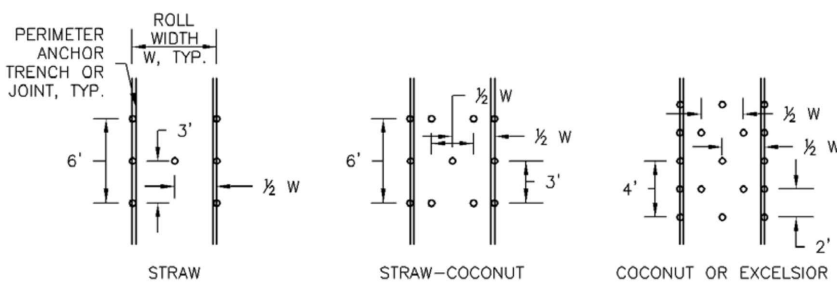 PERIMETER
ANCHOR
TRENCH OR
JOINT, TYP.
ROLL
WIDTH
W, TYP.
6'
3'
½ W
STRAW
½ W
½ W
6'
3'
STRAW-COCONUT
½ W
½ W
4'
2'
COCONUT OR EXCELSIOR